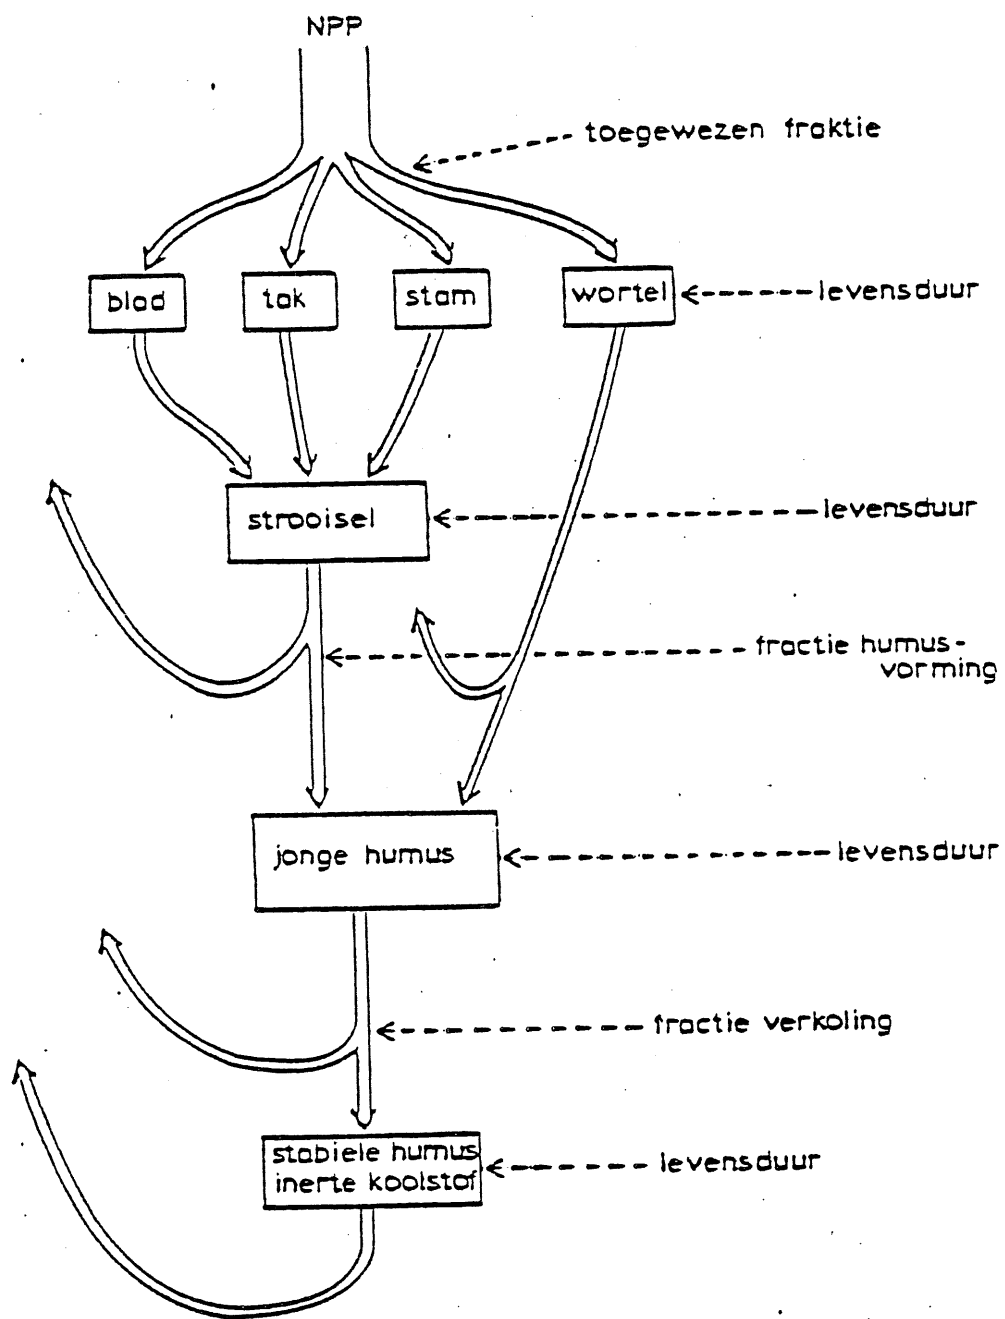 NPP
toegewezen fraktie
blad
tak
stam
wortel
levensduur
strooisel
levensduur
fractie humus-
vorming
jonge humus
levensduur
fractie verkoling
stabiele humus
inerte koolstof
levensduur